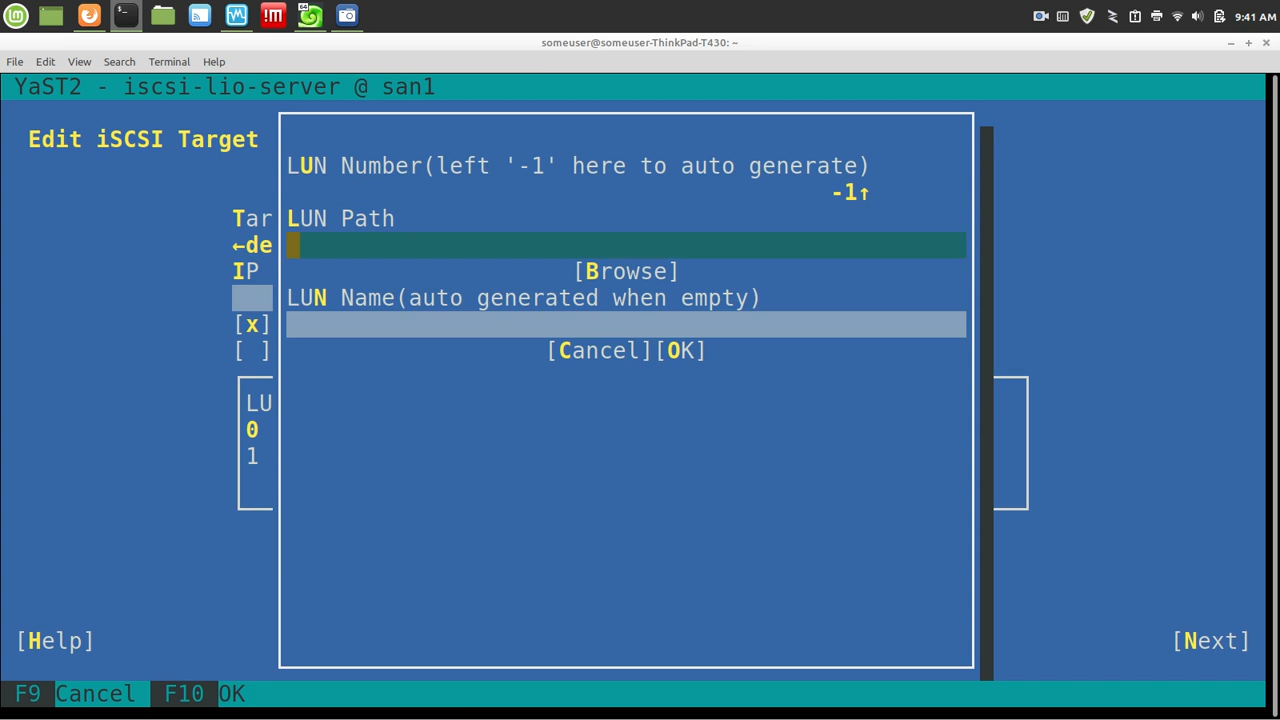 9:41 AM
someuser@someuser-ThinkPad-T430: ~
File Edit View Search Terminal Help
YaST2 - iscsi-lio-server @ san1
Edit iSCSI Target
LUN Number(left '-1' here to auto generate)
-1↑
Tar LUN Path
←de
IP [Browse]
LUN Name(auto generated when empty)
[x]
[ ] [Cancel][OK]
LU
0
1
[Help] [Next]
F9 Cancel F10 OK